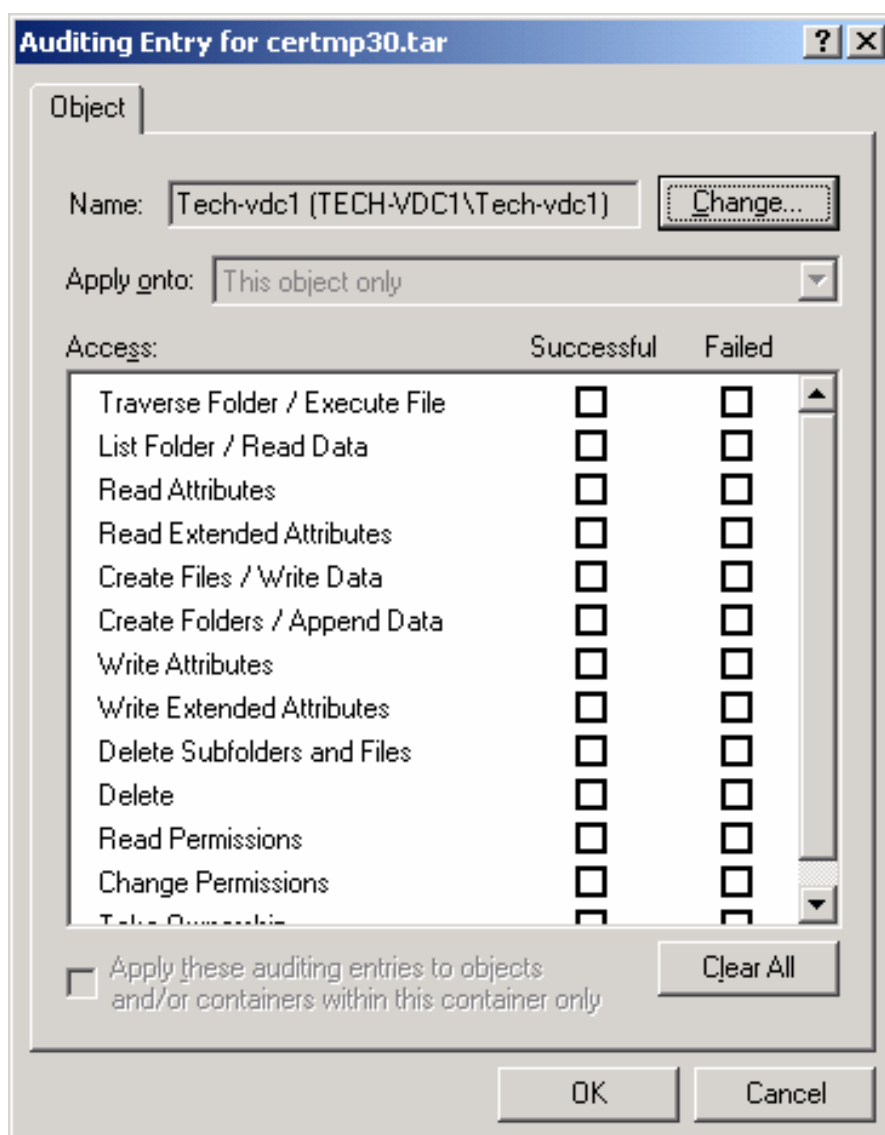 Auditing Entry for certmp30.tar
Object
Name: Tech-vdc1 (TECH-VDC1\Tech-vdc1) Change...
Apply onto: This object only
Access: Successful Failed
Traverse Folder / Execute File
List Folder / Read Data
Read Attributes
Read Extended Attributes
Create Files / Write Data
Create Folders / Append Data
Write Attributes
Write Extended Attributes
Delete Subfolders and Files
Delete
Read Permissions
Change Permissions
Take Ownership
Apply these auditing entries to objects
and/or containers within this container only
Clear All
OK Cancel